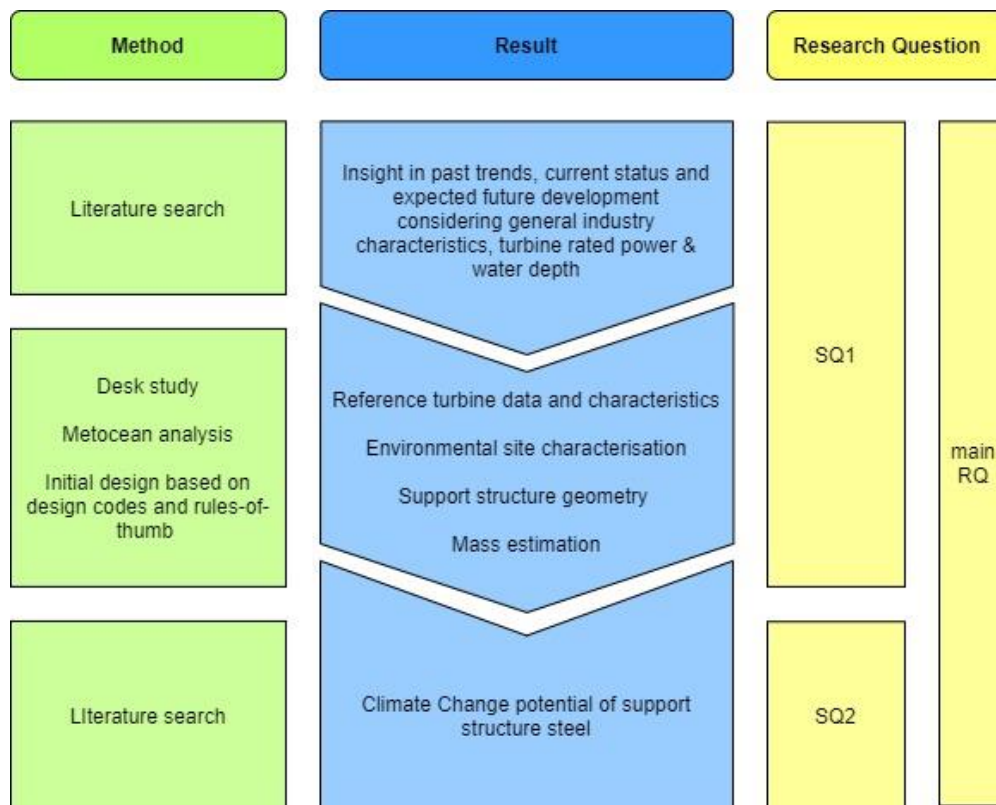 Method
Result
Research Question
Literature search
Insight in past trends, current status and
expected future development
considering general industry
characteristics, turbine rated power &
water depth
SQ1
main
RQ
Desk study
Metocean analysis
Initial design based on
design codes and rules-of-
thumb
Reference turbine data and characteristics
Environmental site characterisation
Support structure geometry
Mass estimation
LIterature search
Climate Change potential of support
structure steel
SQ2